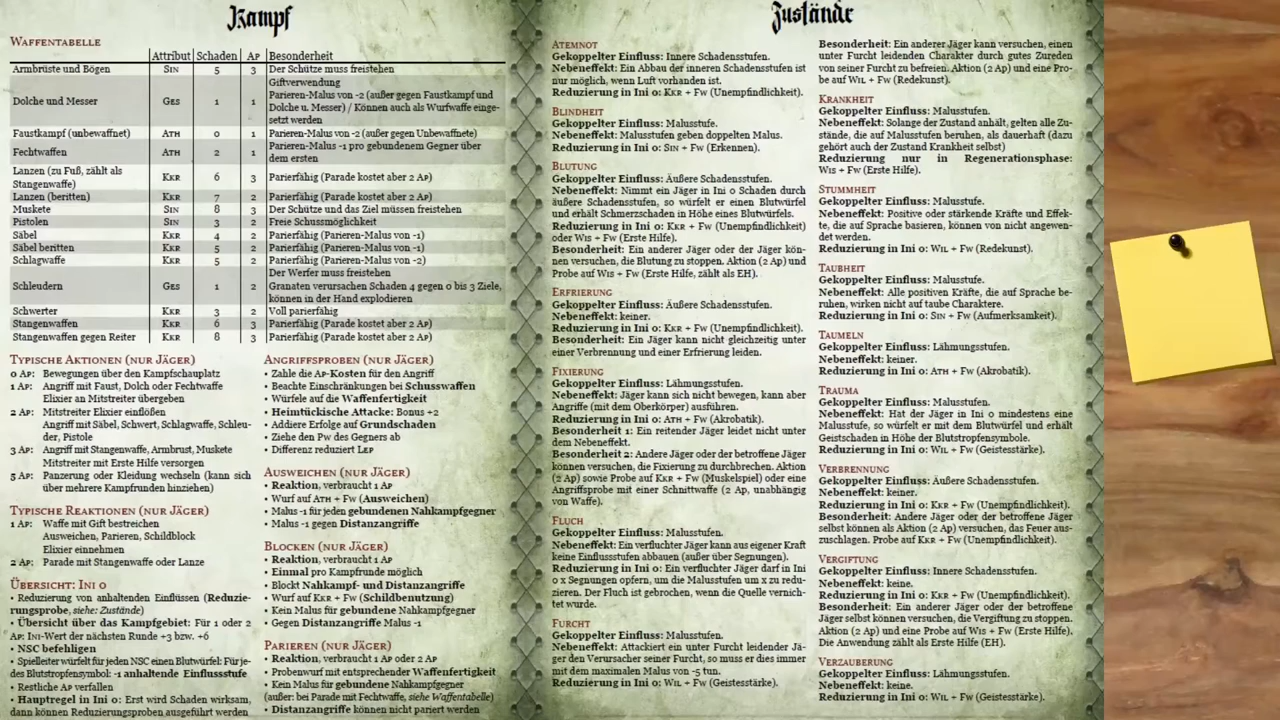 Kampf
Waffentabelle
Attribut Schaden Ap Besonderheit
Armbrüste und Bögen Sin 5 3 Der Schütze muss freistehen
Dolche und Messer Ges 1 1 Giftverwendung
Parieren-Malus von -2 (außer gegen Faustkampf und
Dolche u. Messer) / Können auch als Wurfwaffe einge-
setzt werden
Faustkampf (unbewaffnet) Ath 0 1 Parieren-Malus von -2 (außer gegen Unbewaffnete)
Fechtwaffen Ath 2 1 Parieren-Malus -1 pro gebundenem Gegner über
dem ersten
Lanzen (zu Fuß, zählt als
Stangenwaffe) Kkr 6 3 Parierfähig (Parade kostet aber 2 Ap)
Lanzen (beritten) Kkr 7 2 Parierfähig (Parade kostet aber 2 Ap)
Muskete Sin 8 3 Der Schütze und das Ziel müssen freistehen
Pistolen Sin 3 2 Freie Schussmöglichkeit
Säbel Kkr 4 2 Parierfähig (Parieren-Malus von -1)
Säbel beritten Kkr 5 2 Parierfähig (Parieren-Malus von -1)
Schlagwaffe Kkr 5 2 Parierfähig (Parieren-Malus von -2)
Schleudern Ges 1 2 Der Werfer muss freistehen
Granaten verursachen Schaden 4 gegen 0 bis 3 Ziele,
können in der Hand explodieren
Schwerter Kkr 3 2 Voll parierfähig
Stangenwaffen Kkr 6 3 Parierfähig (Parade kostet aber 2 Ap)
Stangenwaffen gegen Reiter Kkr 8 3 Parierfähig (Parade kostet aber 2 Ap)
Typische Aktionen (nur Jäger)
0 Ap: Bewegungen über den Kampfschauplatz
1 Ap: Angriff mit Faust, Dolch oder Fechtwaffe
Elixier an Mitstreiter übergeben
2 Ap: Mitstreiter Elixier einflößen
Angriff mit Säbel, Schwert, Schlagwaffe, Schleu-
der, Pistole
3 Ap: Angriff mit Stangenwaffe, Armbrust, Muskete
Mitstreiter mit Erste Hilfe versorgen
5 Ap: Panzerung oder Kleidung wechseln (kann sich
über mehrere Kampfrunden hinziehen)
Typische Reaktionen (nur Jäger)
1 Ap: Waffe mit Gift bestreichen
Ausweichen, Parieren, Schildblock
Elixier einnehmen
2 Ap: Parade mit Stangenwaffe oder Lanze
Übersicht: Ini 0
• Reduzierung von anhaltenden Einflüssen (Reduzie-
rungsprobe, siehe: Zustände)
• Übersicht über das Kampfgebiet: Für 1 oder 2
Ap: Ini-Wert der nächsten Runde +3 bzw. +6
• NSC befehligen
• Spielleiter würfelt für jeden NSC einen Blutwürfel: Für je-
des Blutstropfensymbol: -1 anhaltende Einflussstufe
• Restliche Ap verfallen
• Hauptregel in Ini 0: Erst wird Schaden wirksam,
dann können Reduzierungsproben ausgeführt werden
Angriffsproben (nur Jäger)
• Zahle die Ap-Kosten für den Angriff
• Beachte Einschränkungen bei Schusswaffen
• Würfele auf die Waffenfertigkeit
• Heimtückische Attacke: Bonus +2
• Addiere Erfolge auf Grundschaden
• Ziehe den Pw des Gegners ab
• Differenz reduziert Lep
Ausweichen (nur Jäger)
• Reaktion, verbraucht 1 Ap
• Wurf auf Ath + Fw (Ausweichen)
• Malus -1 für jeden gebundenen Nahkampfgegner
• Malus -1 gegen Distanzangriffe
Blocken (nur Jäger)
• Reaktion, verbraucht 1 Ap
• Einmal pro Kampfrunde möglich
• Blockt Nahkampf- und Distanzangriffe
• Wurf auf Kkr + Fw (Schildbenutzung)
• Kein Malus für gebundene Nahkampfgegner
• Gegen Distanzangriffe Malus -1
Parieren (nur Jäger)
• Reaktion, verbraucht 1 Ap oder 2 Ap
• Probenwurf mit entsprechender Waffenfertigkeit
• Kein Malus für gebundene Nahkampfgegner
(außer: bei Parade mit Fechtwaffe, siehe Waffentabelle)
• Distanzangriffe können nicht pariert werden
Zustände
Atemnot
Gekoppelter Einfluss: Innere Schadensstufen.
Nebeneffekt: Ein Abbau der inneren Schadensstufen ist
nur möglich, wenn Luft vorhanden ist.
Reduzierung in Ini 0: Kkr + Fw (Unempfindlichkeit).
Blindheit
Gekoppelter Einfluss: Malusstufe.
Nebeneffekt: Malusstufen geben doppelten Malus.
Reduzierung in Ini 0: Sin + Fw (Erkennen).
Blutung
Gekoppelter Einfluss: Äußere Schadensstufen.
Nebeneffekt: Nimmt ein Jäger in Ini 0 Schaden durch
äußere Schadensstufen, so würfelt er einen Blutwürfel
und erhält Schmerzschaden in Höhe eines Blutwürfels.
Reduzierung in Ini 0: Kkr + Fw (Unempfindlichkeit)
oder Wis + Fw (Erste Hilfe).
Besonderheit: Ein anderer Jäger oder der Jäger kön-
nen versuchen, die Blutung zu stoppen. Aktion (2 Ap) und
Probe auf Wis + Fw (Erste Hilfe, zählt als EH).
Erfrierung
Gekoppelter Einfluss: Äußere Schadensstufen.
Nebeneffekt: keiner.
Reduzierung in Ini 0: Kkr + Fw (Unempfindlichkeit).
Besonderheit: Ein Jäger kann nicht gleichzeitig unter
einer Verbrennung und einer Erfrierung leiden.
Fixierung
Gekoppelter Einfluss: Lähmungsstufen.
Nebeneffekt: Jäger kann sich nicht bewegen, kann aber
Angriffe (mit dem Oberkörper) ausführen.
Reduzierung in Ini 0: Ath + Fw (Akrobatik).
Besonderheit 1: Ein reitender Jäger leidet nicht unter
dem Nebeneffekt.
Besonderheit 2: Andere Jäger oder der betroffene Jäger
können versuchen, die Fixierung zu durchbrechen. Aktion
(2 Ap) sowie Probe auf Kkr + Fw (Muskelspiel) oder eine
Angriffsprobe mit einer Schnittwaffe (2 Ap, unabhängig
von Waffe).
Fluch
Gekoppelter Einfluss: Malusstufen.
Nebeneffekt: Ein verfluchter Jäger kann aus eigener Kraft
keine Einflussstufen abbauen (außer über Segnungen).
Reduzierung in Ini 0: Ein verfluchter Jäger darf in Ini
0 x Segnungen opfern, um die Malusstufen um x zu redu-
zieren. Der Fluch ist gebrochen, wenn die Quelle vernich-
tet wurde.
Furcht
Gekoppelter Einfluss: Malusstufen.
Nebeneffekt: Attackiert ein unter Furcht leidender Jä-
ger den Verursacher seiner Furcht, so muss er dies immer
mit dem maximalen Malus von -5 tun.
Reduzierung in Ini 0: Wil + Fw (Geistesstärke).
Besonderheit: Ein anderer Jäger kann versuchen, einen
unter Furcht leidenden Charakter durch gutes Zureden
von seiner Furcht zu befreien. Aktion (2 Ap) und eine Pro-
be auf Wil + Fw (Redekunst).
Krankheit
Gekoppelter Einfluss: Malusstufen.
Nebeneffekt: Solange der Zustand anhält, gelten alle Zu-
stände, die auf Malusstufen beruhen, als dauerhaft (dazu
gehört auch der Zustand Krankheit selbst)
Reduzierung nur in Regenerationsphase:
Wis + Fw (Erste Hilfe).
Stummheit
Gekoppelter Einfluss: Malusstufe.
Nebeneffekt: Positive oder stärkende Kräfte und Effek-
te, die auf Sprache basieren, können von nicht angewen-
det werden.
Reduzierung in Ini 0: Wil + Fw (Redekunst).
Taubheit
Gekoppelter Einfluss: Malusstufe.
Nebeneffekt: Alle positiven Kräfte, die auf Sprache be-
ruhen, wirken nicht auf taube Charaktere.
Reduzierung in Ini 0: Sin + Fw (Aufmerksamkeit).
Taumeln
Gekoppelter Einfluss: Lähmungsstufen.
Nebeneffekt: keiner.
Reduzierung in Ini 0: Ath + Fw (Akrobatik).
Trauma
Gekoppelter Einfluss: Malusstufen.
Nebeneffekt: Hat der Jäger in Ini 0 mindestens eine
Malusstufe, so würfelt er mit dem Blutwürfel und erhält
Geistschaden in Höhe der Blutstropfensymbole.
Reduzierung in Ini 0: Wil + Fw (Geistesstärke).
Verbrennung
Gekoppelter Einfluss: Äußere Schadensstufen.
Nebeneffekt: keiner.
Reduzierung in Ini 0: Kkr + Fw (Unempfindlichkeit).
Besonderheit: Andere Jäger oder der betroffene Jäger
selbst können als Aktion (2 Ap) versuchen, das Feuer aus-
zuschlagen. Probe auf Kkr + Fw (Unempfindlichkeit).
Vergiftung
Gekoppelter Einfluss: Innere Schadensstufen.
Nebeneffekt: keine.
Reduzierung in Ini 0: Kkr + Fw (Unempfindlichkeit).
Besonderheit: Ein anderer Jäger oder der betroffene
Jäger selbst können versuchen, die Vergiftung zu stoppen.
Aktion (2 Ap) und eine Probe auf Wis + Fw (Erste Hilfe).
Die Anwendung zählt als Erste Hilfe (EH).
Verzauberung
Gekoppelter Einfluss: Lähmungsstufen.
Nebeneffekt: keine.
Reduzierung in Ini 0: Wil + Fw (Geistesstärke).